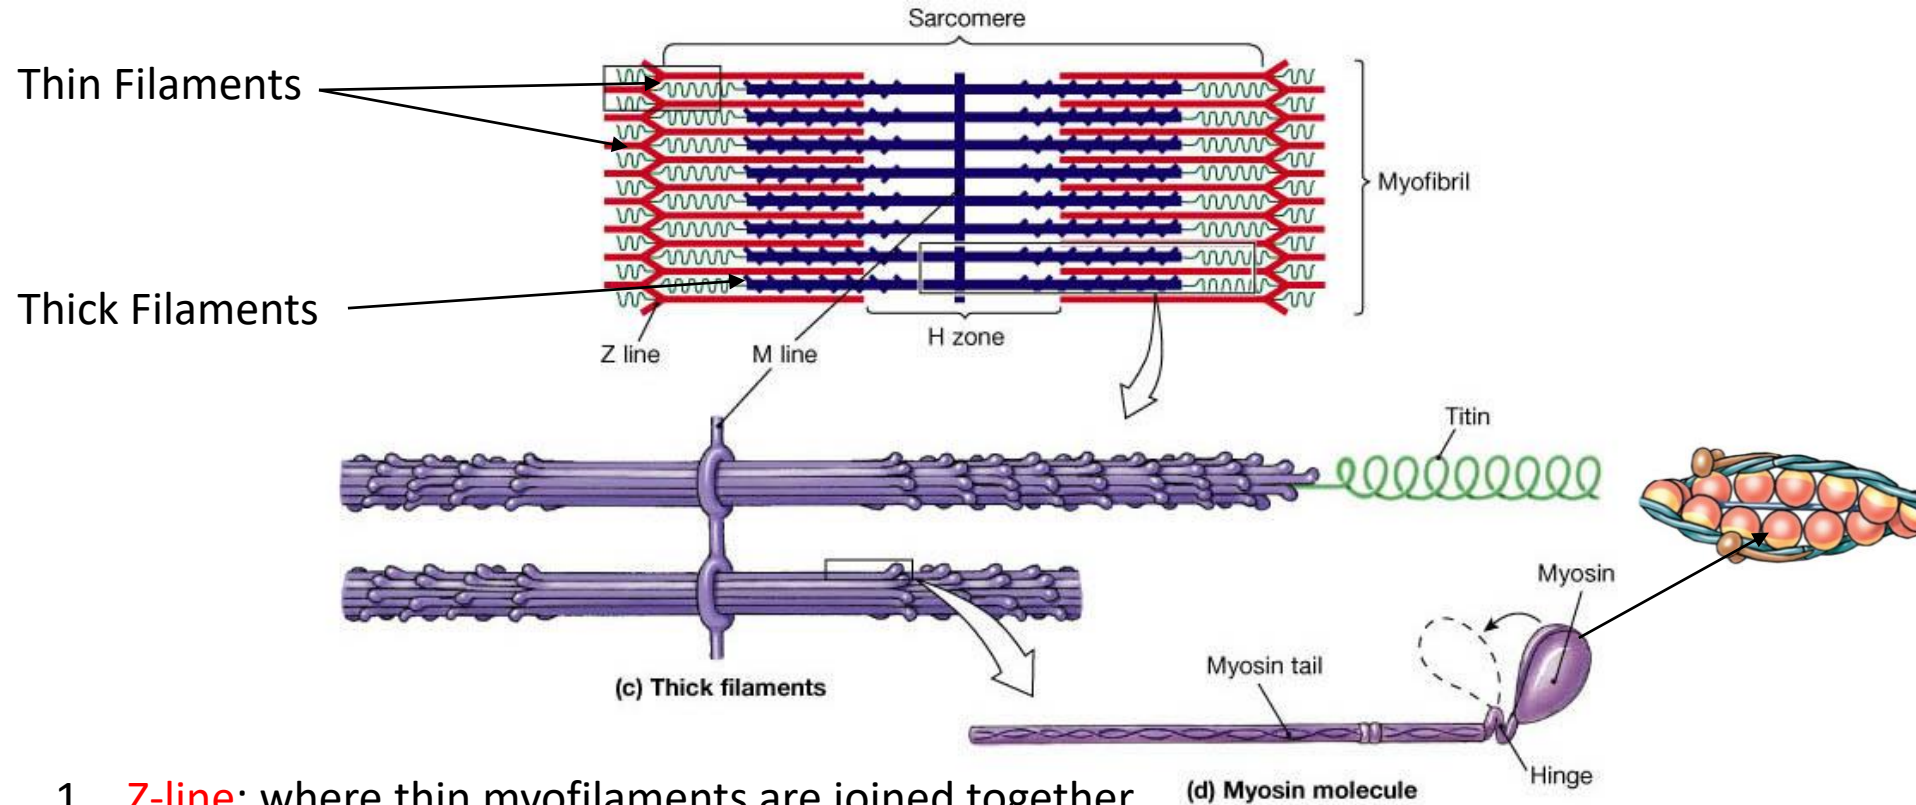 Sarcomere
Thin Filaments
Myofibril
Thick Filaments
Z line
M line
H zone
Titin
Myosin
Myosin tail
(c) Thick filaments
Hinge
(d) Myosin molecule
1. Z-line: where thin myofilaments are joined together